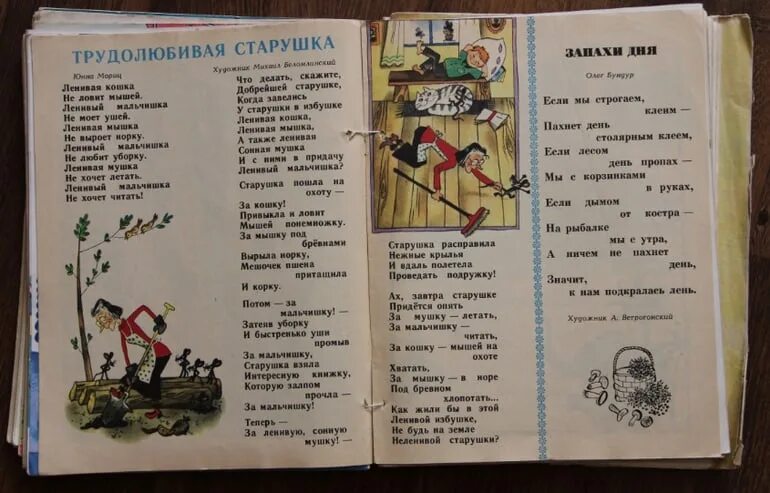 ТРУДОЛЮБИВАЯ СТАРУШКА
Юнна Мориц
Художник Михаил Беломлинский
Ленивая кошка
Не ловит мышей.
Ленивый мальчишка
Не моет ушей.
Ленивая мышка
Не выроет норку.
Ленивый мальчишка
Не любит уборку.
Ленивая мушка
Не хочет летать.
Ленивый мальчишка
Не хочет читать!
Что делать, скажите,
Добрейшей старушке,
Когда завелись
У старушки в избушке
Ленивая кошка,
Ленивая мышка,
А также ленивая
Сонная мушка
И с ними в придачу
Ленивый мальчишка?
Старушка пошла на
охоту —
За кошку!
Привыкла и ловит
Мышей понемножку.
За мышку под
брёвнами
Вырыла норку,
Мешочек пшена
притащила
И корку.
Потом — за
мальчишку! —
Затеяв уборку
И быстренько уши
промыв
За мальчишку,
Старушка взяла
Интересную книжку,
Которую залпом
прочла —
За мальчишку!
Теперь —
За ленивую, сонную
мушку! —
Старушка расправила
Нежные крылья
И вдаль полетела
Проведать подружку!
Ах, завтра старушке
Придётся опять
За мушку — летать,
За мальчишку —
читать,
За кошку — мышей на
охоте
Хватать,
За мышку — в норе
Под бревном
хлопотать...
Как жили бы в этой
Ленивой избушке,
Не будь на земле
Неленивой старушки?
ЗАПАХИ ДНЯ
Олег Бундур
Если мы строгаем,
клеим —
Пахнет день
столярным клеем,
Если лесом
день пропах —
Мы с корзинками
в руках,
Если дымом
от костра —
На рыбалке
мы с утра,
А ничем не пахнет
день,
Значит,
к нам подкралась лень.
Художник А. Ветрогонский